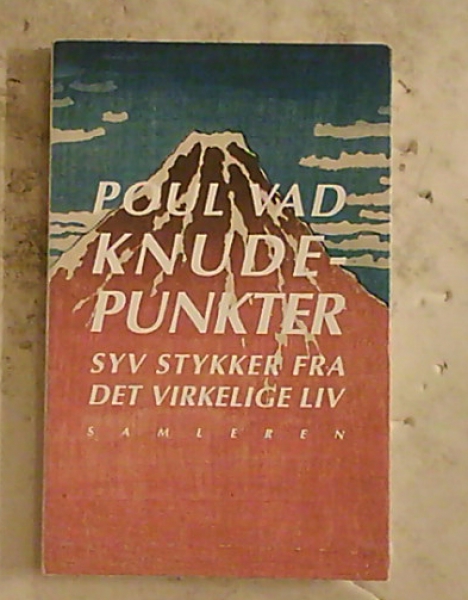 POUL VAD
KNUDE-
PUNKTER
SYV STYKKER FRA
DET VIRKELIGE LIV
SAMLEREN